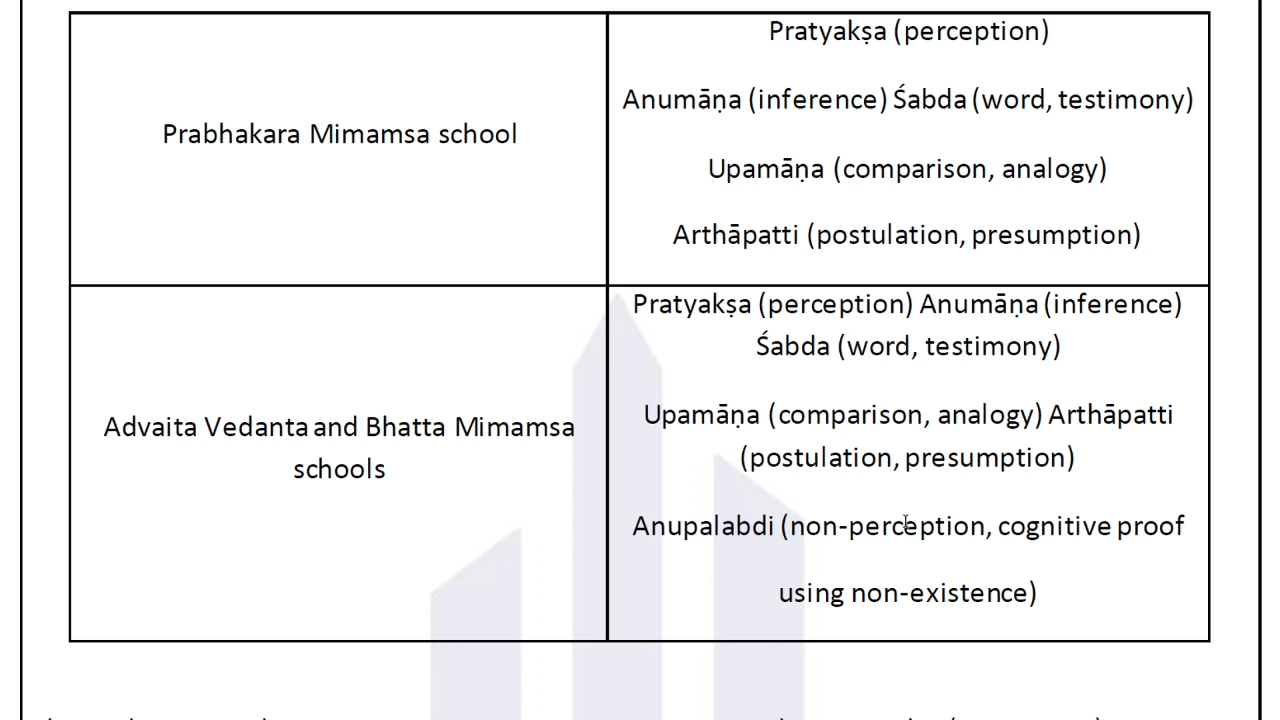 Pratyakṣa (perception)
Anumāṇa (inference) Śabda (word, testimony)
Prabhakara Mimamsa school
Upamāṇa (comparison, analogy)
Arthāpatti (postulation, presumption)
Pratyakṣa (perception) Anumāṇa (inference)
Śabda (word, testimony)
Advaita Vedanta and Bhatta Mimamsa
schools
Upamāṇa (comparison, analogy) Arthāpatti
(postulation, presumption)
Anupalabdi (non-perception, cognitive proof
using non-existence)